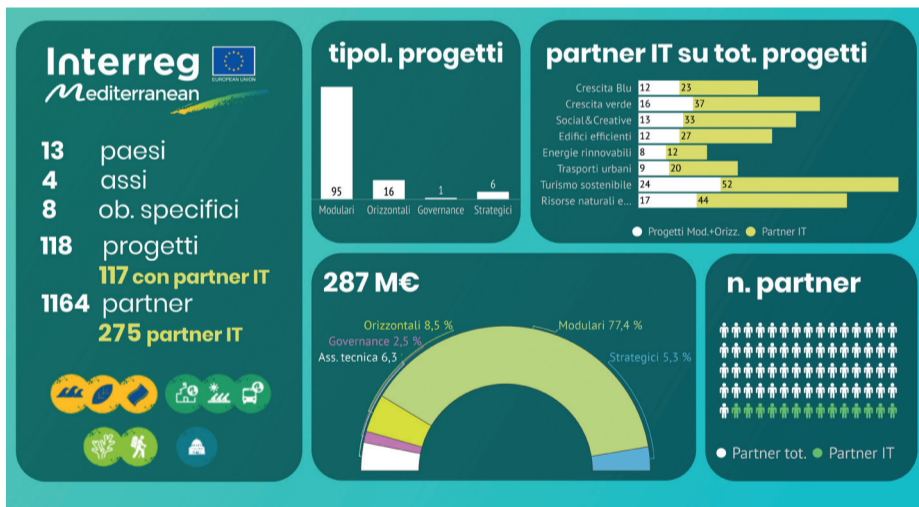 Interreg
EUROPEAN UNION
Mediterranean
13 paesi
4 assi
8 ob. specifici
118 progetti
117 con partner IT
1164 partner
275 partner IT
tipol. progetti
95 16 1 6
Modulari Orizzontali Governance Strategici
partner IT su tot. progetti
Crescita Blu 12 23
Crescita verde 16 37
Social&Creative 13 33
Edifici efficienti 12 27
Energie rinnovabili 8 12
Trasporti urbani 9 20
Turismo sostenibile 24 52
Risorse naturali e... 17 44
Progetti Mod.+Orizz. Partner IT
287 M€
Orizzontali 8,5 % Modulari 77,4 %
Governance 2,5 %
Ass. tecnica 6,3 Strategici 5,3 %
n. partner
Partner tot. Partner IT